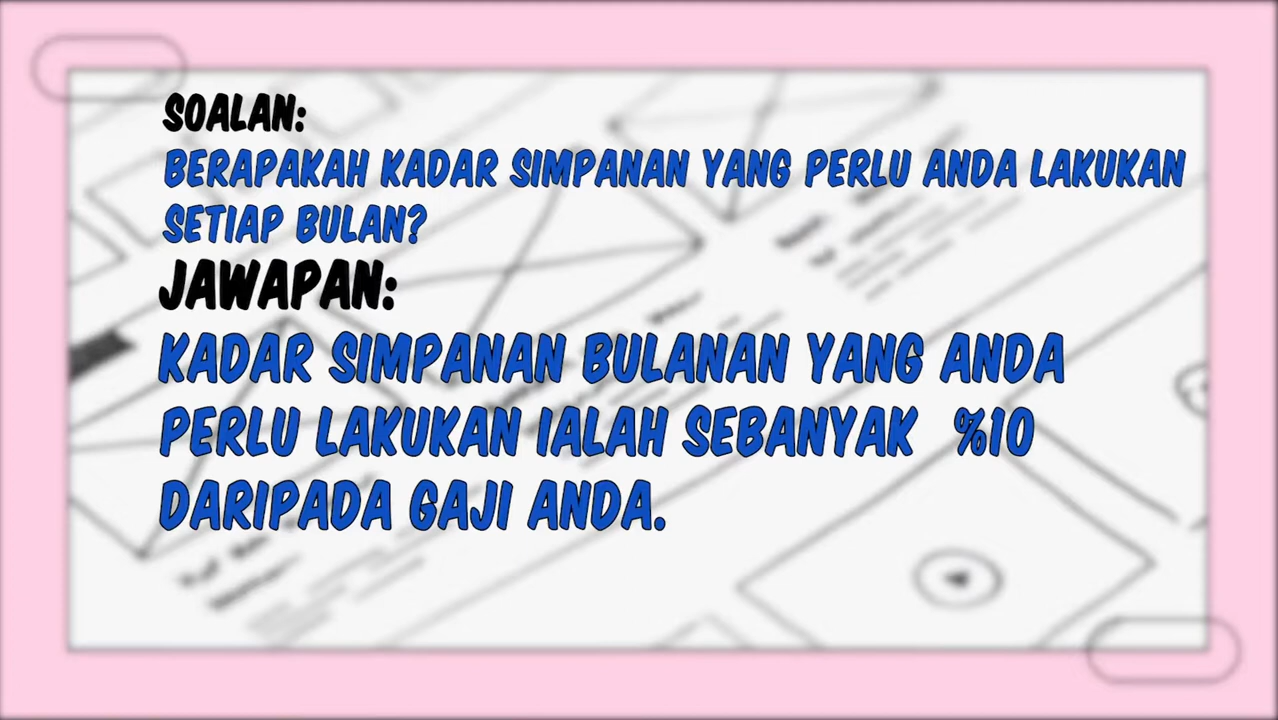 SOALAN:
BERAPAKAH KADAR SIMPANAN YANG PERLU ANDA LAKUKAN
SETIAP BULAN?
JAWAPAN:
KADAR SIMPANAN BULANAN YANG ANDA
PERLU LAKUKAN IALAH SEBANYAK %10
DARIPADA GAJI ANDA.